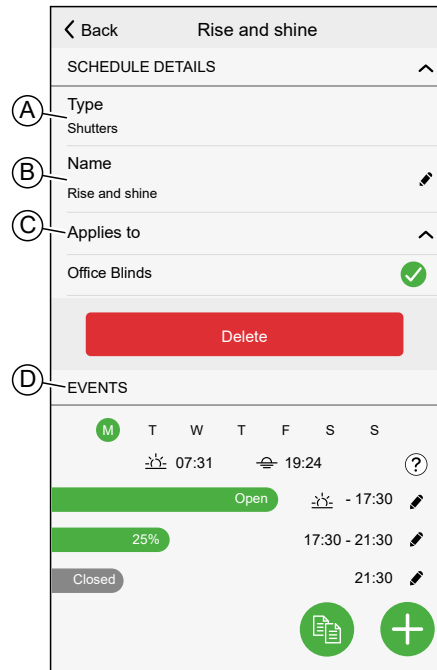 Back Rise and shine
SCHEDULE DETAILS
A
Type
Shutters
B
Name
Rise and shine
C
Applies to
Office Blinds
Delete
D
EVENTS
M T W T F S S
07:31 19:24 ?
Open - 17:30
25% 17:30 - 21:30
Closed 21:30